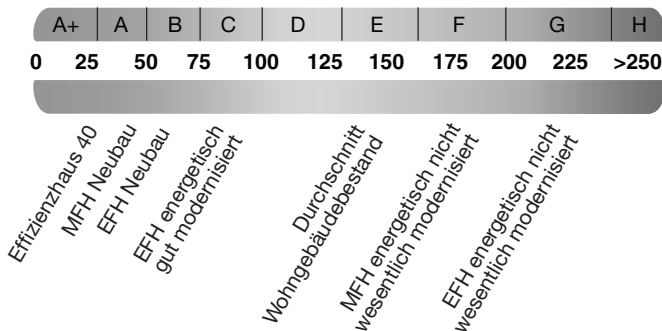 A+ A B C D E F G H
0 25 50 75 100 125 150 175 200 225 >250
Effizienzhaus 40
MFH Neubau
EFH Neubau
EFH energetisch
gut modernisiert
Durchschnitt
Wohngebäudebestand
MFH energetisch nicht
wesentlich modernisiert
EFH energetisch nicht
wesentlich modernisiert